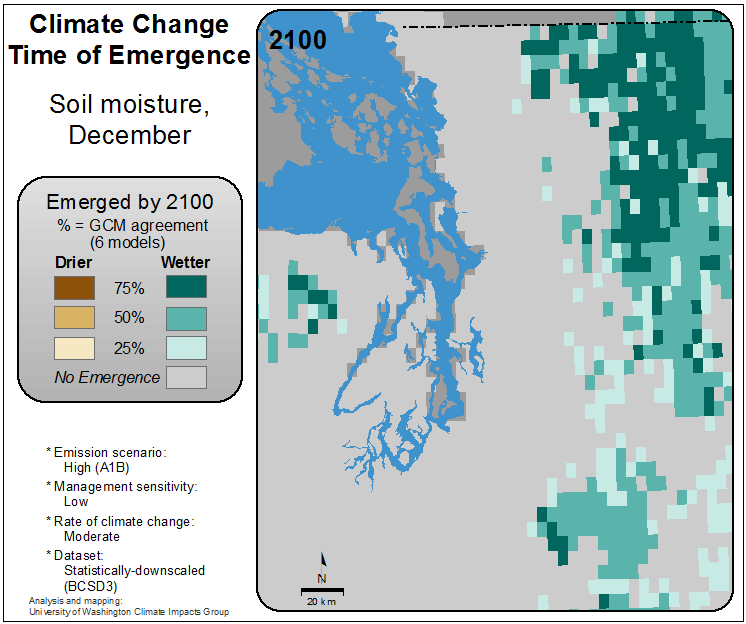 Climate Change
Time of Emergence
Soil moisture,
December
Emerged by 2100
% = GCM agreement
(6 models)
Drier Wetter
75%
50%
25%
No Emergence
* Emission scenario:
High (A1B)
* Management sensitivity:
Low
* Rate of climate change:
Moderate
* Dataset:
Statistically-downscaled
(BCSD3)
Analysis and mapping:
University of Washington Climate Impacts Group
2100
N
20 km